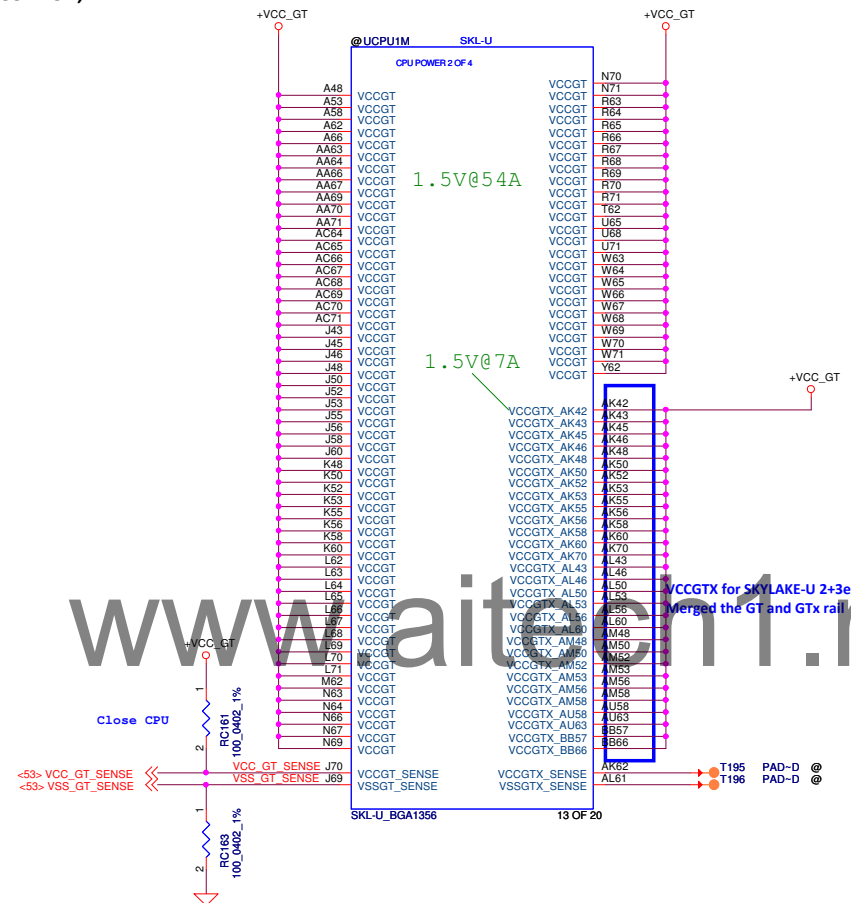 +VCC_GT
+VCC_GT
@ UCPU1M SKL-U
CPU POWER 2 OF 4
A48 VCCGT
A53 VCCGT
A58 VCCGT
A62 VCCGT
A66 VCCGT
AA63 VCCGT
AA64 VCCGT
AA66 VCCGT
AA67 VCCGT
AA69 VCCGT
AA70 VCCGT
AA71 VCCGT
AC64 VCCGT
AC65 VCCGT
AC66 VCCGT
AC67 VCCGT
AC68 VCCGT
AC69 VCCGT
AC70 VCCGT
AC71 VCCGT
J43 VCCGT
J45 VCCGT
J46 VCCGT
J48 VCCGT
J50 VCCGT
J52 VCCGT
J53 VCCGT
J55 VCCGT
J56 VCCGT
J58 VCCGT
J60 VCCGT
K48 VCCGT
K50 VCCGT
K52 VCCGT
K53 VCCGT
K55 VCCGT
K56 VCCGT
K58 VCCGT
K60 VCCGT
L62 VCCGT
L63 VCCGT
L64 VCCGT
L65 VCCGT
L66 VCCGT
L67 VCCGT
L68 VCCGT
L69 VCCGT
L70 VCCGT
L71 VCCGT
M62 VCCGT
N63 VCCGT
N64 VCCGT
N66 VCCGT
N67 VCCGT
N69 VCCGT
1.5V@54A
1.5V@7A
VCCGT N70
VCCGT N71
VCCGT R63
VCCGT R64
VCCGT R65
VCCGT R66
VCCGT R67
VCCGT R68
VCCGT R69
VCCGT R70
VCCGT R71
VCCGT T62
VCCGT U65
VCCGT U68
VCCGT U71
VCCGT W63
VCCGT W64
VCCGT W65
VCCGT W66
VCCGT W67
VCCGT W68
VCCGT W69
VCCGT W70
VCCGT W71
VCCGT Y62
+VCC_GT
VCCGTX_AK42 AK42
VCCGTX_AK43 AK43
VCCGTX_AK45 AK45
VCCGTX_AK46 AK46
VCCGTX_AK48 AK48
VCCGTX_AK50 AK50
VCCGTX_AK52 AK52
VCCGTX_AK53 AK53
VCCGTX_AK55 AK55
VCCGTX_AK56 AK56
VCCGTX_AK58 AK58
VCCGTX_AK60 AK60
VCCGTX_AK70 AK70
VCCGTX_AL43 AL43
VCCGTX_AL46 AL46
VCCGTX_AL50 AL50
VCCGTX_AL53 AL53
VCCGTX_AL56 AL56
VCCGTX_AL60 AL60
VCCGTX_AM48 AM48
VCCGTX_AM50 AM50
VCCGTX_AM52 AM52
VCCGTX_AM53 AM53
VCCGTX_AM56 AM56
VCCGTX_AM58 AM58
VCCGTX_AU58 AU58
VCCGTX_AU63 AU63
VCCGTX_BB57 BB57
VCCGTX_BB66 BB66
VCCGTX for SKYLAKE-U 2+3e
Merged the GT and GTx rail
www.aitech1.r
+VCC_GT
1
2
RC161
100_0402_1%
Close CPU
<53> VCC_GT_SENSE
<53> VSS_GT_SENSE
VCC_GT_SENSE J70 VCCGT_SENSE
VSS_GT_SENSE J69 VSSGT_SENSE
VCCGTX_SENSE AK62 T195 PAD~D @
VSSGTX_SENSE AL61 T196 PAD~D @
1
2
RC163
100_0402_1%
SKL-U_BGA1356 13 OF 20